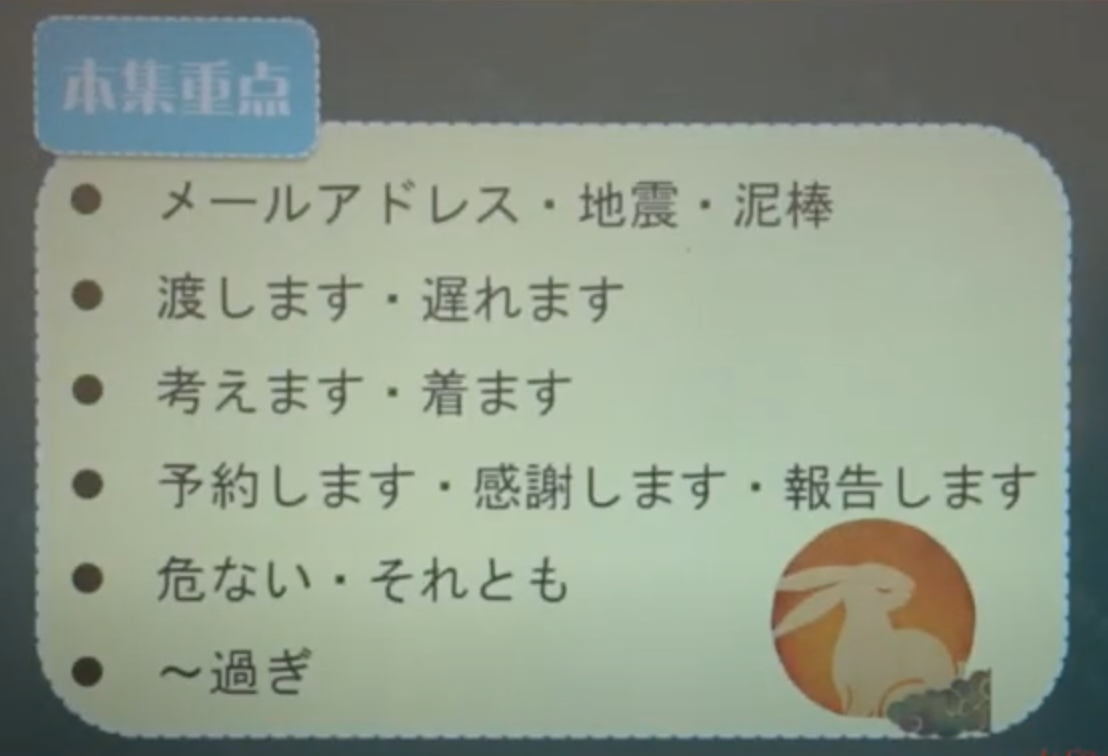 本集重点
● メールアドレス・地震・泥棒
● 渡します・遅れます
● 考えます・着ます
● 予約します・感謝します・報告します
● 危ない・それとも
● ～過ぎ